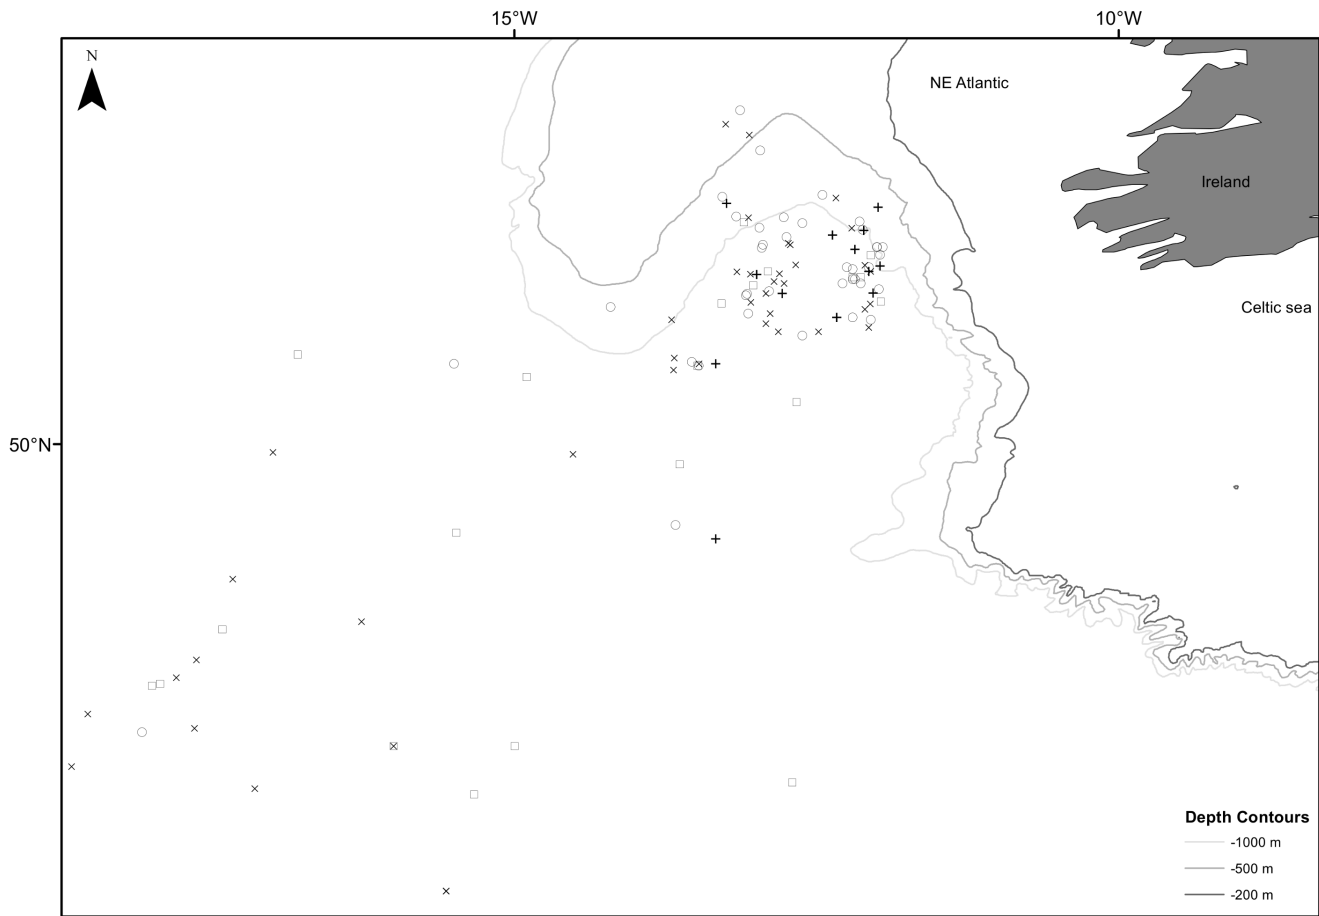 15°W
10°W
N
NE Atlantic
Ireland
Celtic sea
50°N
Depth Contours
-1000 m
-500 m
-200 m